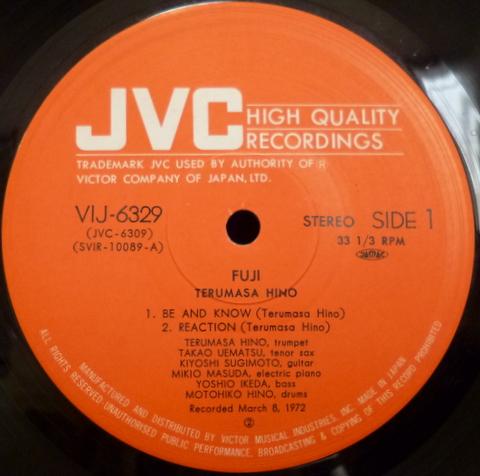 JVC
HIGH QUALITY
RECORDINGS
TRADEMARK JVC USED BY AUTHORITY OF Ⓡ
VICTOR COMPANY OF JAPAN, LTD.
VIJ-6329
(JVC-6309)
(SVIR-10089-A)
STEREO SIDE 1
33 1/3 RPM
FUJI
TERUMASA HINO
1. BE AND KNOW (Terumasa Hino)
2. REACTION (Terumasa Hino)
TERUMASA HINO, trumpet
TAKAO UEMATSU, tenor sax
KIYOSHI SUGIMOTO, guitar
MIKIO MASUDA, electric piano
YOSHIO IKEDA, bass
MOTOHIKO HINO, drums
Recorded March 8, 1972
②
MANUFACTURED AND DISTRIBUTED BY VICTOR MUSICAL INDUSTRIES, INC. MADE IN JAPAN
ALL RIGHTS RESERVED UNAUTHORISED PUBLIC PERFORMANCE, BROADCASTING & COPYING OF THIS RECORD PROHIBITED